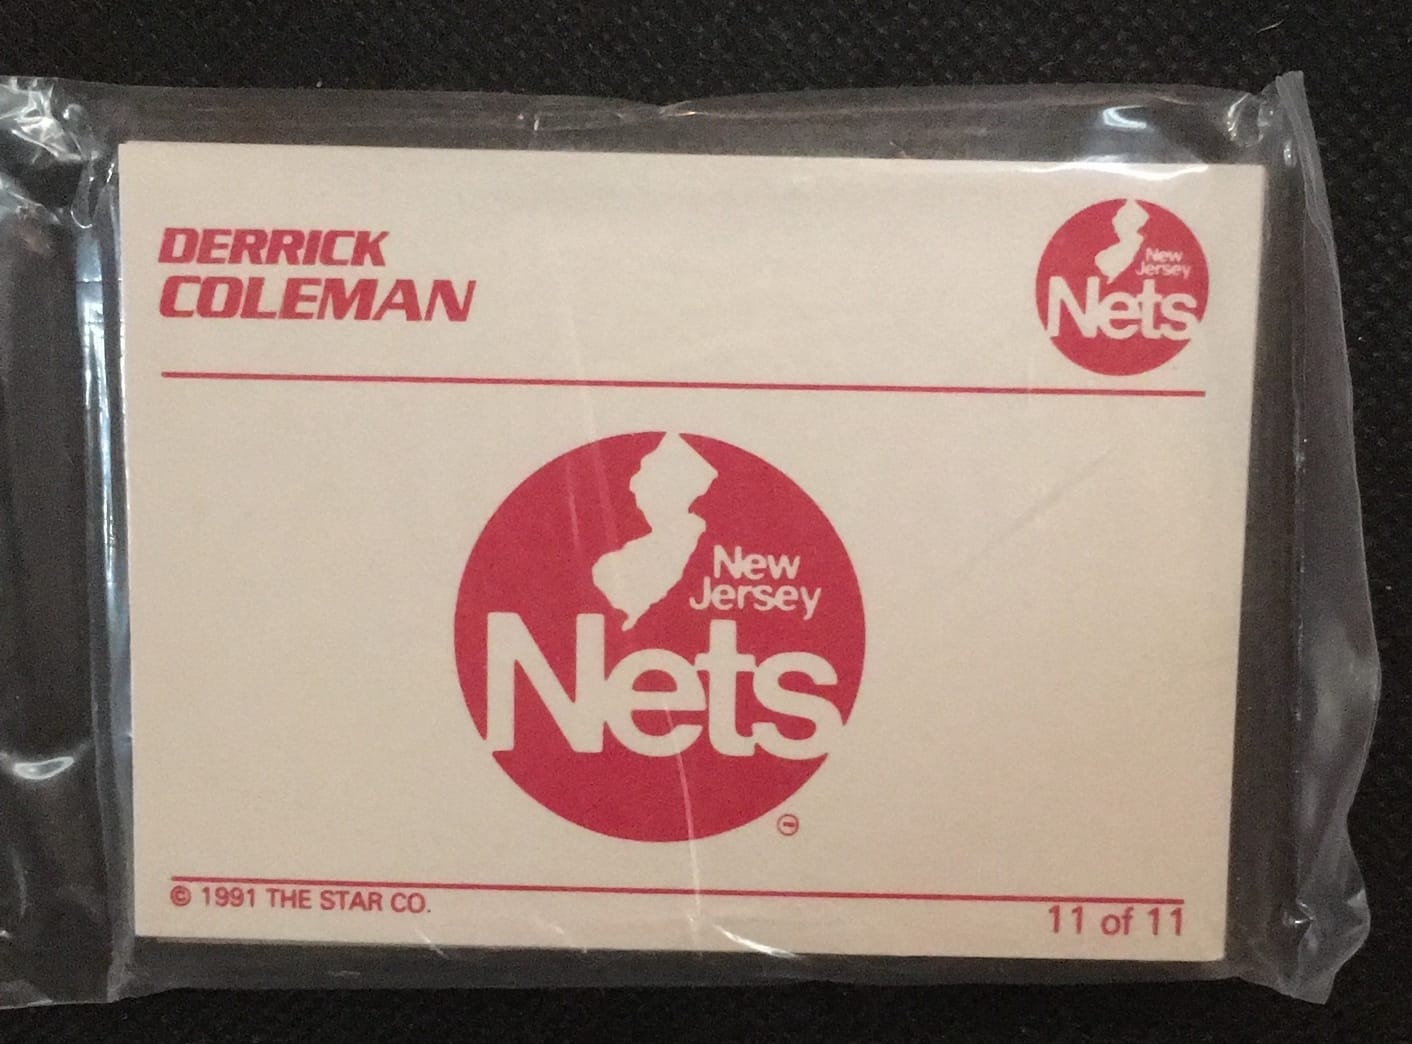 DERRICK
COLEMAN
New
Jersey
Nets
New
Jersey
Nets
© 1991 THE STAR CO.
11 of 11